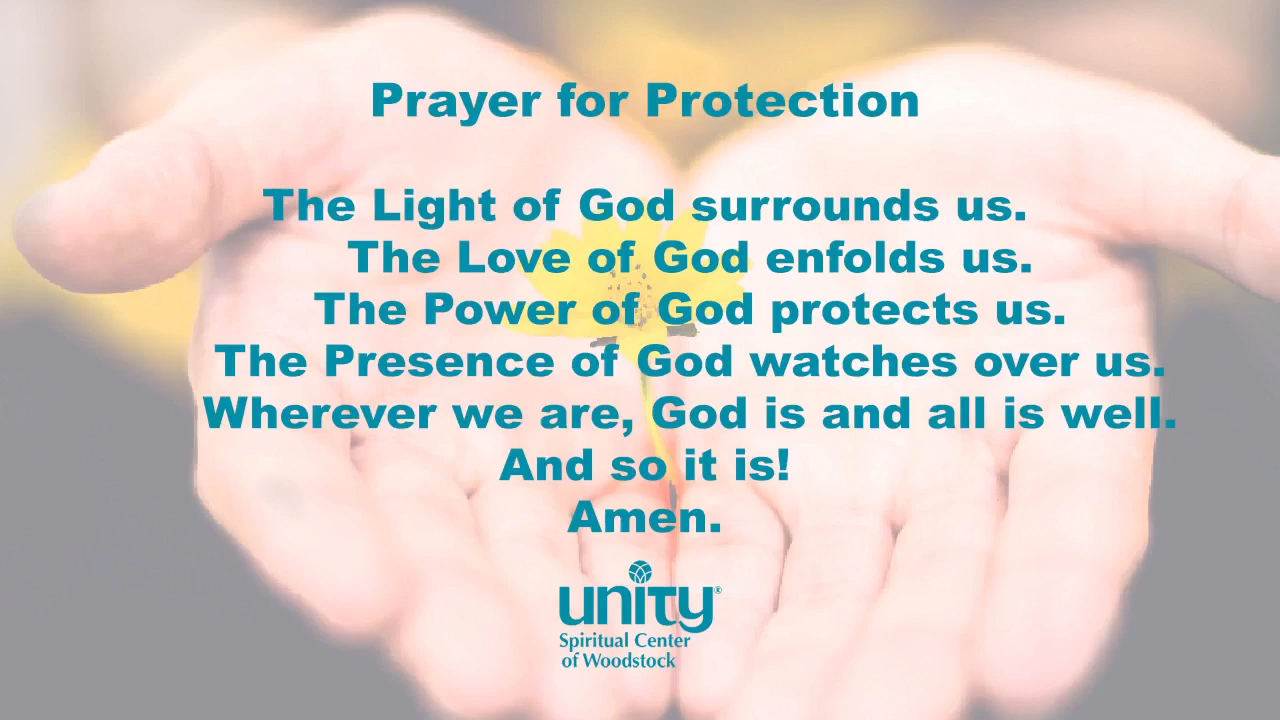 Prayer for Protection
The Light of God surrounds us.
The Love of God enfolds us.
The Power of God protects us.
The Presence of God watches over us.
Wherever we are, God is and all is well.
And so it is!
Amen.
unity®
Spiritual Center
of Woodstock